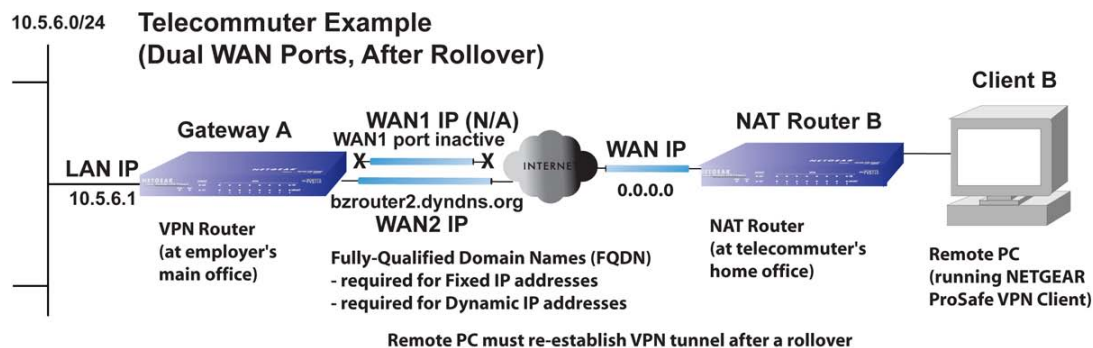 10.5.6.0/24
Telecommuter Example
(Dual WAN Ports, After Rollover)
Client B
Gateway A
WAN1 IP (N/A)
WAN1 port inactive
X
X
NAT Router B
INTERNET
WAN IP
0.0.0.0
LAN IP
10.5.6.1
NETGEAR
NETGEAR
bzrouter2.dyndns.org
WAN2 IP
VPN Router
(at employer's
main office)
Fully-Qualified Domain Names (FQDN)
- required for Fixed IP addresses
- required for Dynamic IP addresses
NAT Router
(at telecommuter's
home office)
Remote PC
(running NETGEAR
ProSafe VPN Client)
Remote PC must re-establish VPN tunnel after a rollover